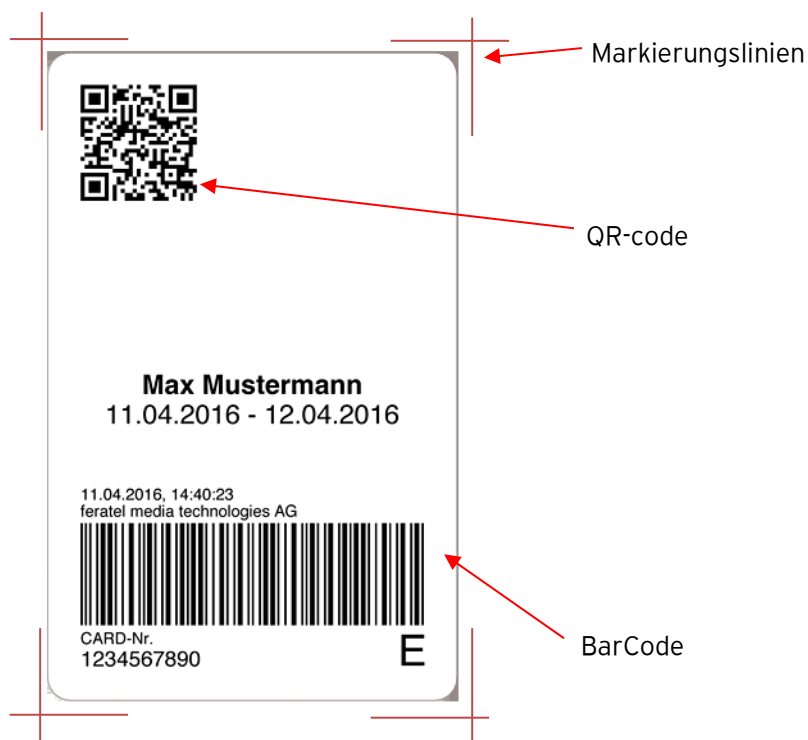 Markierungslinien
QR-code
Max Mustermann
11.04.2016 - 12.04.2016
11.04.2016, 14:40:23
feratel media technologies AG
BarCode
CARD-Nr.
1234567890
E